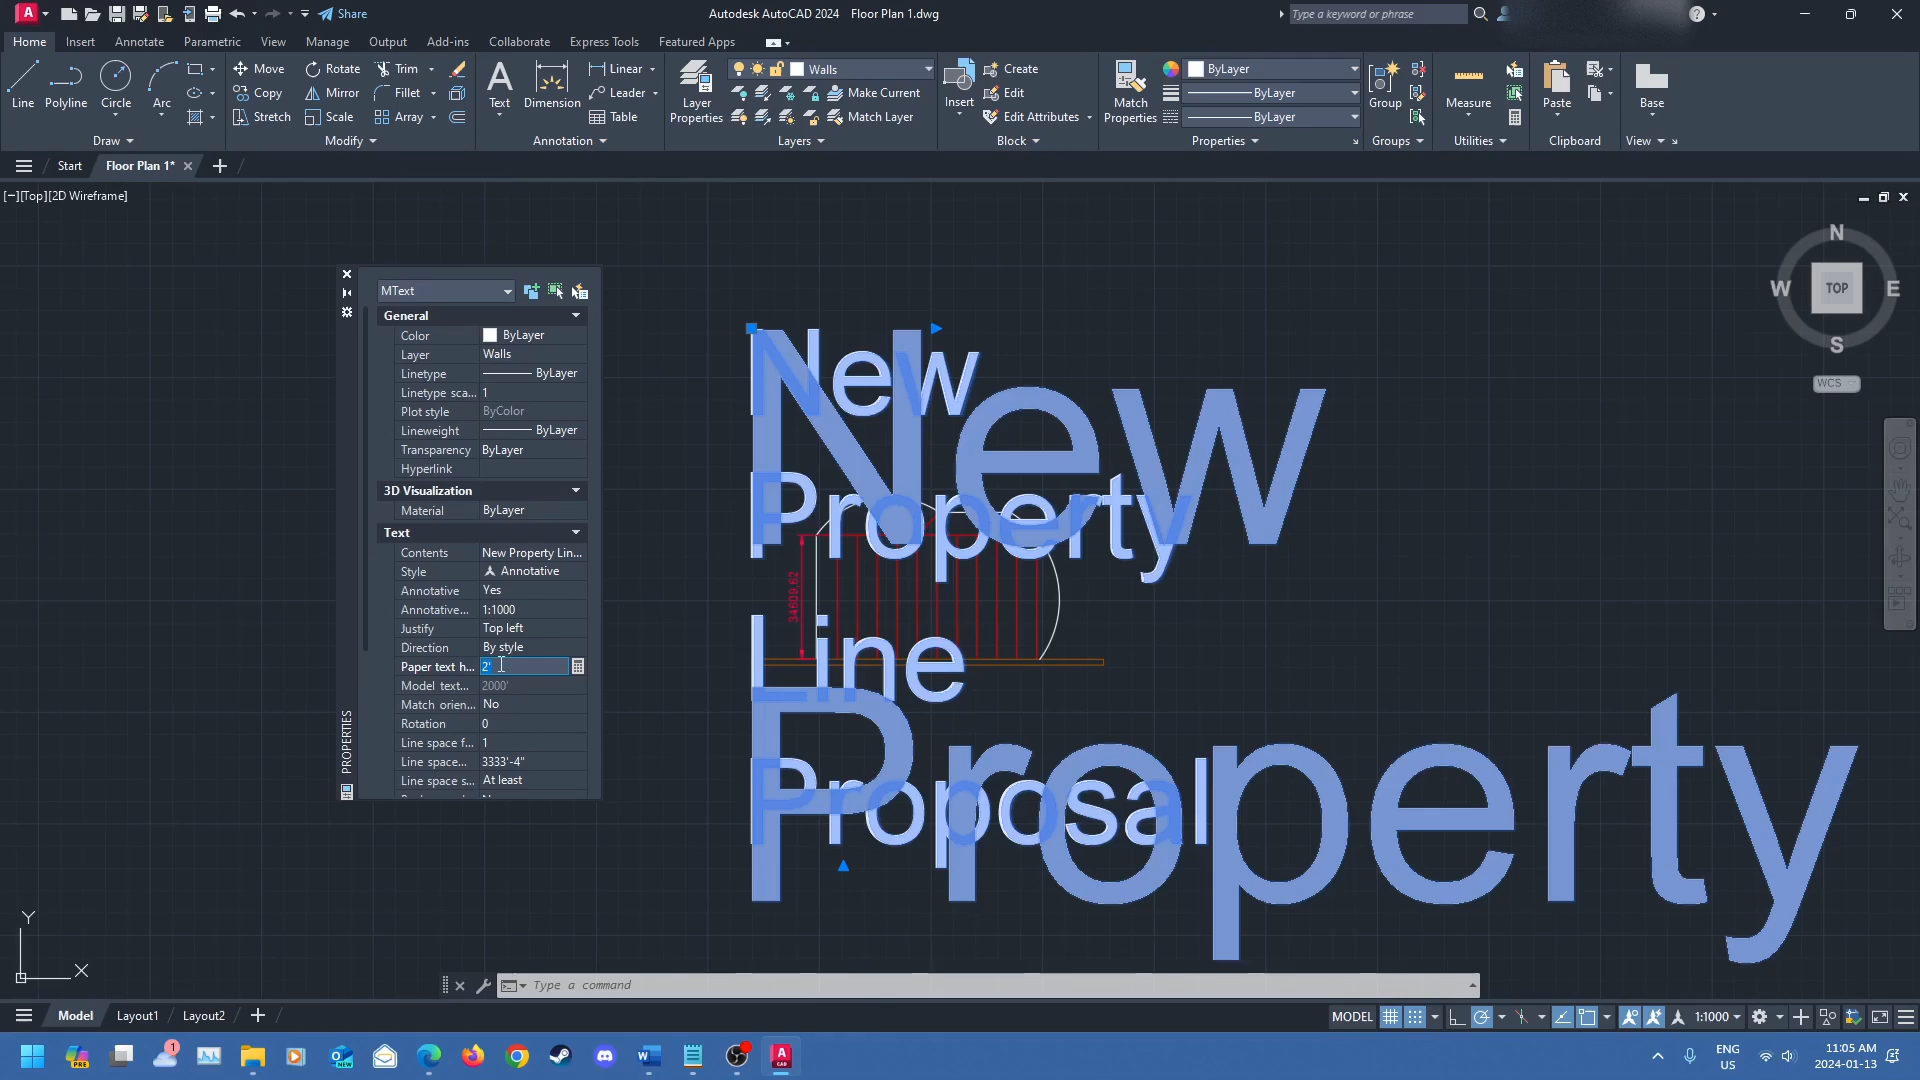 Share
Autodesk AutoCAD 2024 Floor Plan 1.dwg
Type a keyword or phrase
Home Insert Annotate Parametric View Manage Output Add-ins Collaborate Express Tools Featured Apps
Line Polyline Circle Arc
Move Rotate Trim
Copy Mirror Fillet
Stretch Scale Array
Text Dimension
Linear
Leader
Table
Layer Properties
Walls
Make Current
Match Layer
Insert
Create
Edit
Edit Attributes
Match Properties
ByLayer
ByLayer
ByLayer
Group
Measure
Paste
Base
Draw Modify Annotation Layers Block Properties Groups Utilities Clipboard View
Start Floor Plan 1*
[−][Top][2D Wireframe]
N
W TOP E
S
WCS
MText
General
Color ByLayer
Layer Walls
Linetype ByLayer
Linetype sca... 1
Plot style ByColor
Lineweight ByLayer
Transparency ByLayer
Hyperlink
3D Visualization
Material ByLayer
Text
Contents New Property Lin...
Style Annotative
Annotative Yes
Annotative... 1:1000
Justify Top left
Direction By style
Paper text h... 2'
Model text... 2000'
Match orien... No
Rotation 0
Line space f... 1
Line space... 3333'-4"
Line space s... At least
PROPERTIES
New
Property
Line
Proposal
New
Property
34609.62
Y
X
Type a command
Model Layout1 Layout2
MODEL 1:1000
1
PRE
NEW
CAD
ENG
US
11:05 AM
2024-01-13